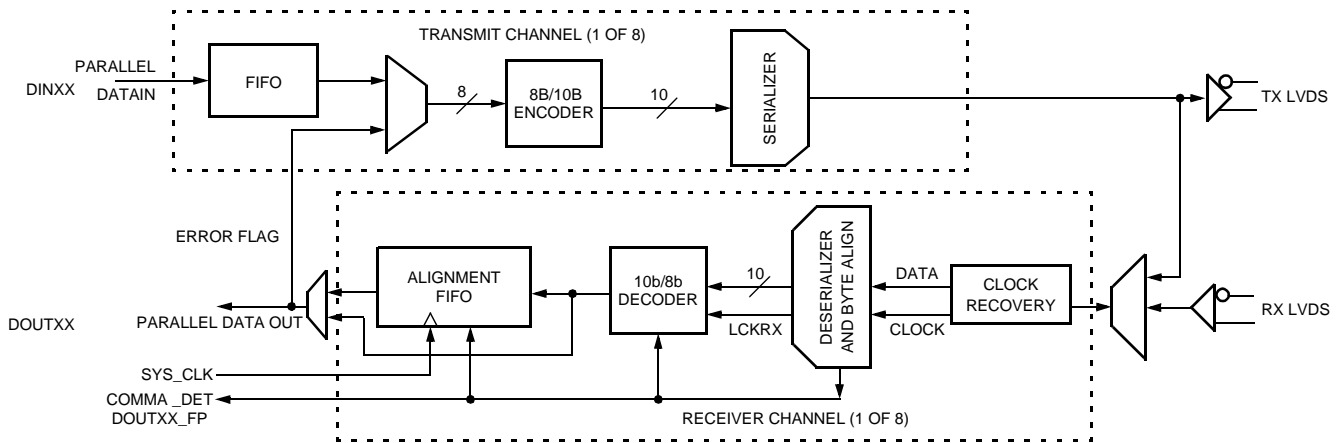 TRANSMIT CHANNEL (1 OF 8)
DINXX
PARALLEL
DATAIN
FIFO
8
8B/10B
ENCODER
10
SERIALIZER
TX LVDS
ERROR FLAG
ALIGNMENT
FIFO
10b/8b
DECODER
10
LCKRX
DESERIALIZER
AND BYTE ALIGN
DATA
CLOCK
CLOCK
RECOVERY
RX LVDS
DOUTXX
PARALLEL DATA OUT
SYS_CLK
COMMA _DET
DOUTXX_FP
RECEIVER CHANNEL (1 OF 8)